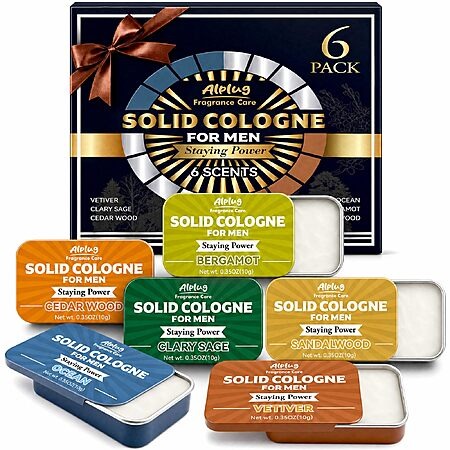 6
PACK
Alplug
Fragrance Care
SOLID COLOGNE
FOR MEN
Staying Power
6 SCENTS
VETIVER
CLARY SAGE
CEDAR WOOD
OCEAN
Alplug
Fragrance Care
SOLID COLOGNE
FOR MEN
Staying Power
BERGAMOT
Alplug
Fragrance Care
SOLID COLOGNE
FOR MEN
Staying Power
CEDAR WOOD
Net wt. 0.35OZ(10g)
Alplug
Fragrance Care
SOLID COLOGNE
FOR MEN
Staying Power
CLARY SAGE
Net wt. 0.35OZ(10g)
Alplug
Fragrance Care
SOLID COLOGNE
FOR MEN
Staying Power
SANDALWOOD
Net wt. 0.35OZ(10g)
Alplug
Fragrance Care
SOLID COLOGNE
FOR MEN
Staying Power
OCEAN
Net wt. 0.35OZ(10g)
Alplug
Fragrance Care
SOLID COLOGNE
FOR MEN
Staying Power
VETIVER
Net wt. 0.35OZ(10g)